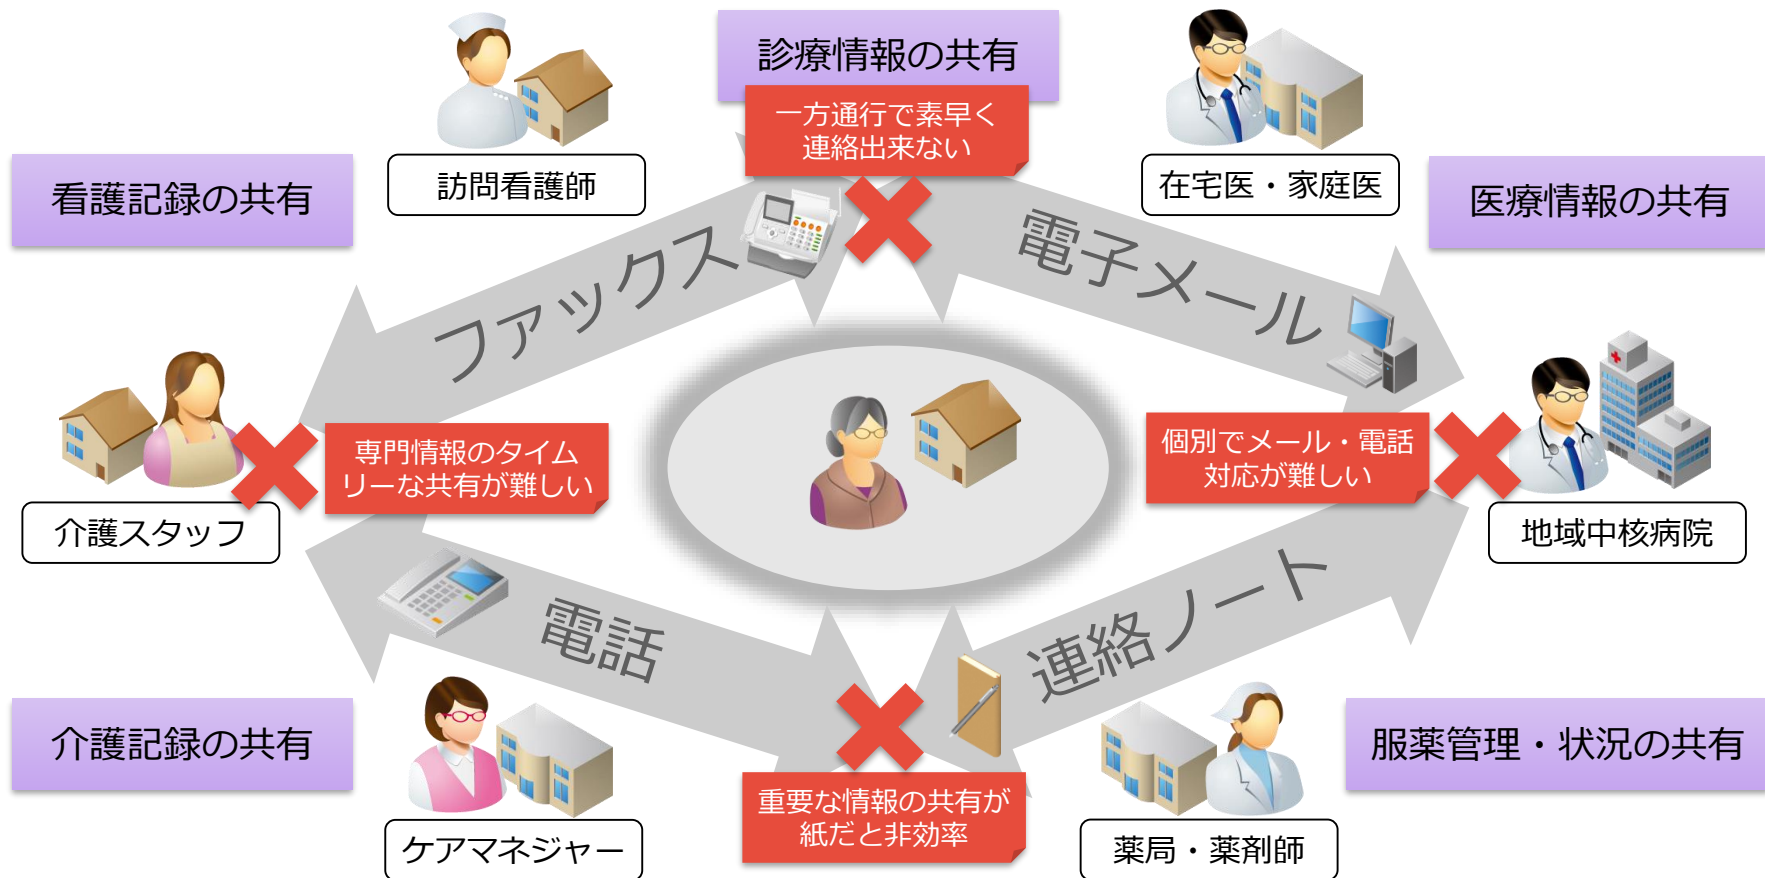 診療情報の共有
一方通行で素早く
連絡出来ない
訪問看護師
在宅医・家庭医
看護記録の共有
医療情報の共有
ファックス
電子メール
専門情報のタイム
リーな共有が難しい
個別でメール・電話
対応が難しい
介護スタッフ
地域中核病院
電話
連絡ノート
介護記録の共有
服薬管理・状況の共有
重要な情報の共有が
紙だと非効率
ケアマネジャー
薬局・薬剤師